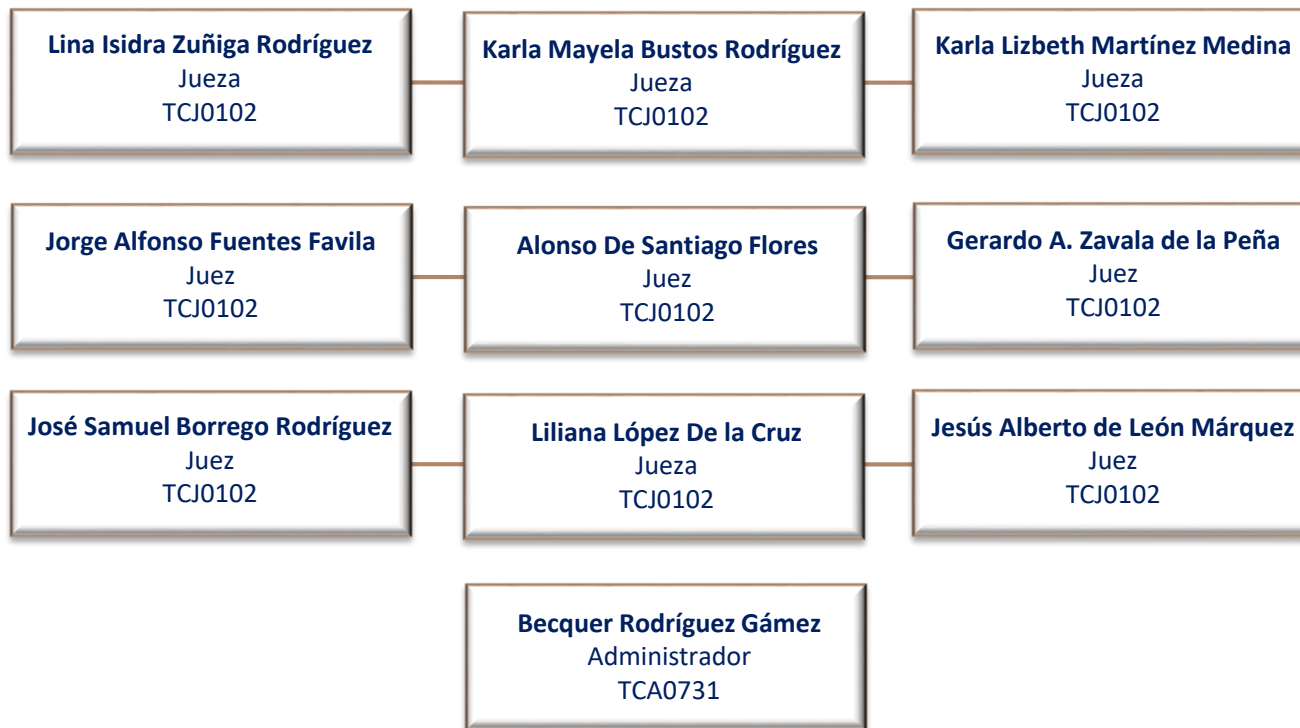 Lina Isidra Zuñiga Rodríguez
Jueza
TCJ0102
Karla Mayela Bustos Rodríguez
Jueza
TCJ0102
Karla Lizbeth Martínez Medina
Jueza
TCJ0102
Jorge Alfonso Fuentes Favila
Juez
TCJ0102
Alonso De Santiago Flores
Juez
TCJ0102
Gerardo A. Zavala de la Peña
Juez
TCJ0102
José Samuel Borrego Rodríguez
Juez
TCJ0102
Liliana López De la Cruz
Jueza
TCJ0102
Jesús Alberto de León Márquez
Juez
TCJ0102
Becquer Rodríguez Gámez
Administrador
TCA0731